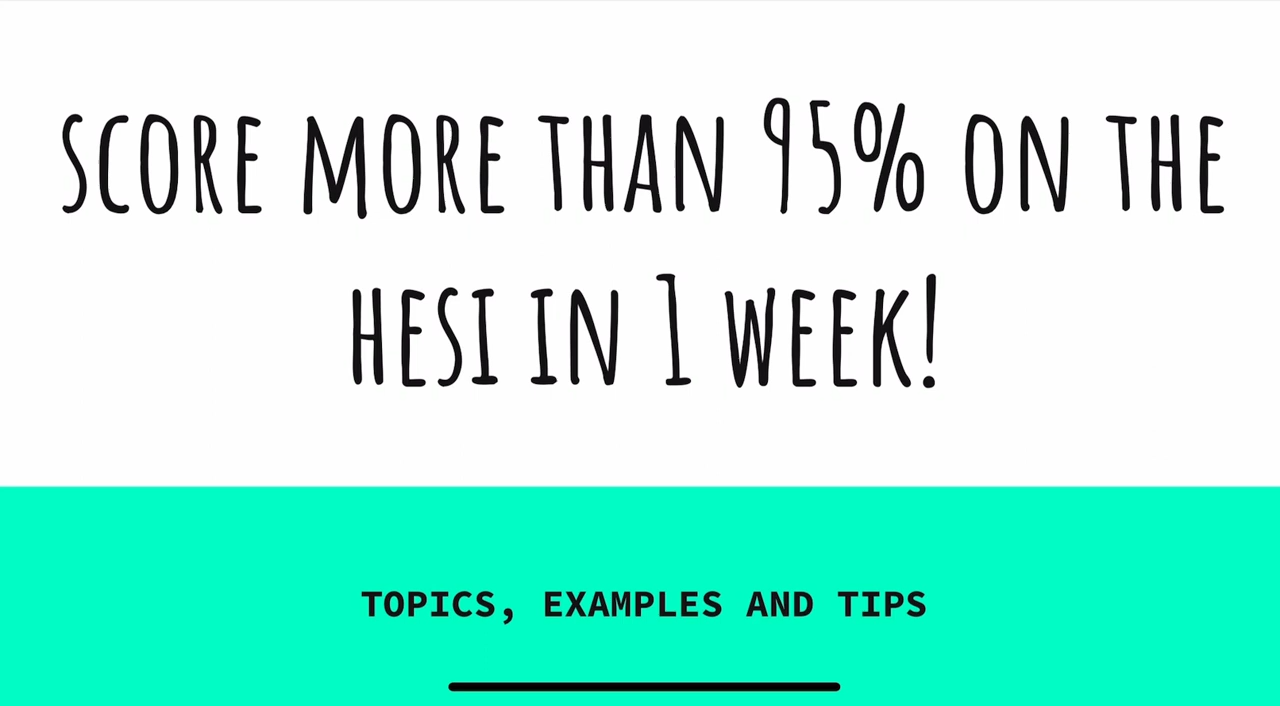 SCORE MORE THAN 95% ON THE
HESI IN 1 WEEK!
TOPICS, EXAMPLES AND TIPS